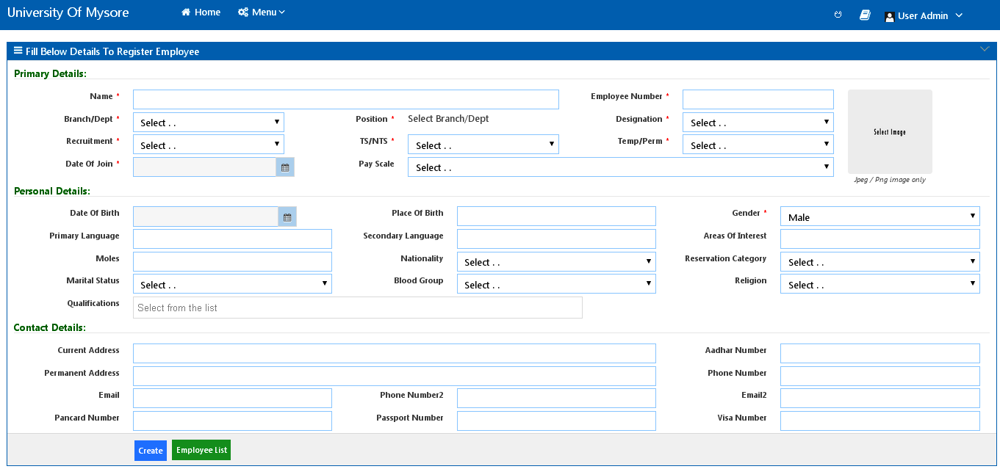 University Of Mysore Home Menu User Admin
Fill Below Details To Register Employee
Primary Details:
Name * Employee Number *
Branch/Dept * Select . . Position * Select Branch/Dept Designation * Select . .
Select Image
Recruitment * Select . . TS/NTS * Select . . Temp/Perm * Select . .
Date Of Join * Pay Scale Select . .
Jpeg / Png image only
Personal Details:
Date Of Birth Place Of Birth Gender * Male
Primary Language Secondary Language Areas Of Interest
Moles Nationality Select . . Reservation Category Select . .
Marital Status Select . . Blood Group Select . . Religion Select . .
Qualifications Select from the list
Contact Details:
Current Address Aadhar Number
Permanent Address Phone Number
Email Phone Number2 Email2
Pancard Number Passport Number Visa Number
Create Employee List